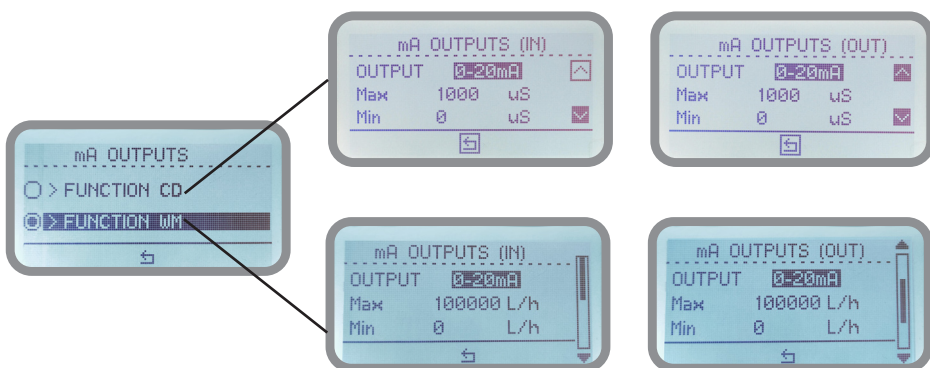 mA OUTPUTS
> FUNCTION CD
> FUNCTION WM
mA OUTPUTS (IN)
OUTPUT 0-20mA
Max 1000 uS
Min 0 uS
mA OUTPUTS (OUT)
OUTPUT 0-20mA
Max 1000 uS
Min 0 uS
mA OUTPUTS (IN)
OUTPUT 0-20mA
Max 100000 L/h
Min 0 L/h
mA OUTPUTS (OUT)
OUTPUT 0-20mA
Max 100000 L/h
Min 0 L/h